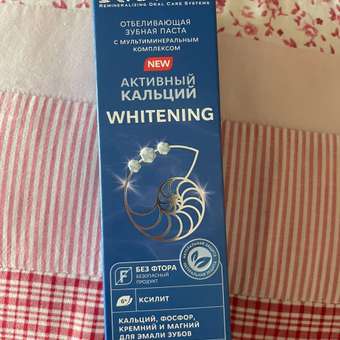 Remineralizing Oral Care Systems
ОТБЕЛИВАЮЩАЯ
ЗУБНАЯ ПАСТА
С МУЛЬТИМИНЕРАЛЬНЫМ
КОМПЛЕКСОМ
NEW
АКТИВНЫЙ
КАЛЬЦИЙ
WHITENING
F
БЕЗ ФТОРА
БЕЗОПАСНЫЙ
ПРОДУКТ
6%
КСИЛИТ
КАЛЬЦИЙ, ФОСФОР,
КРЕМНИЙ И МАГНИЙ
ДЛЯ ЭМАЛИ ЗУБОВ